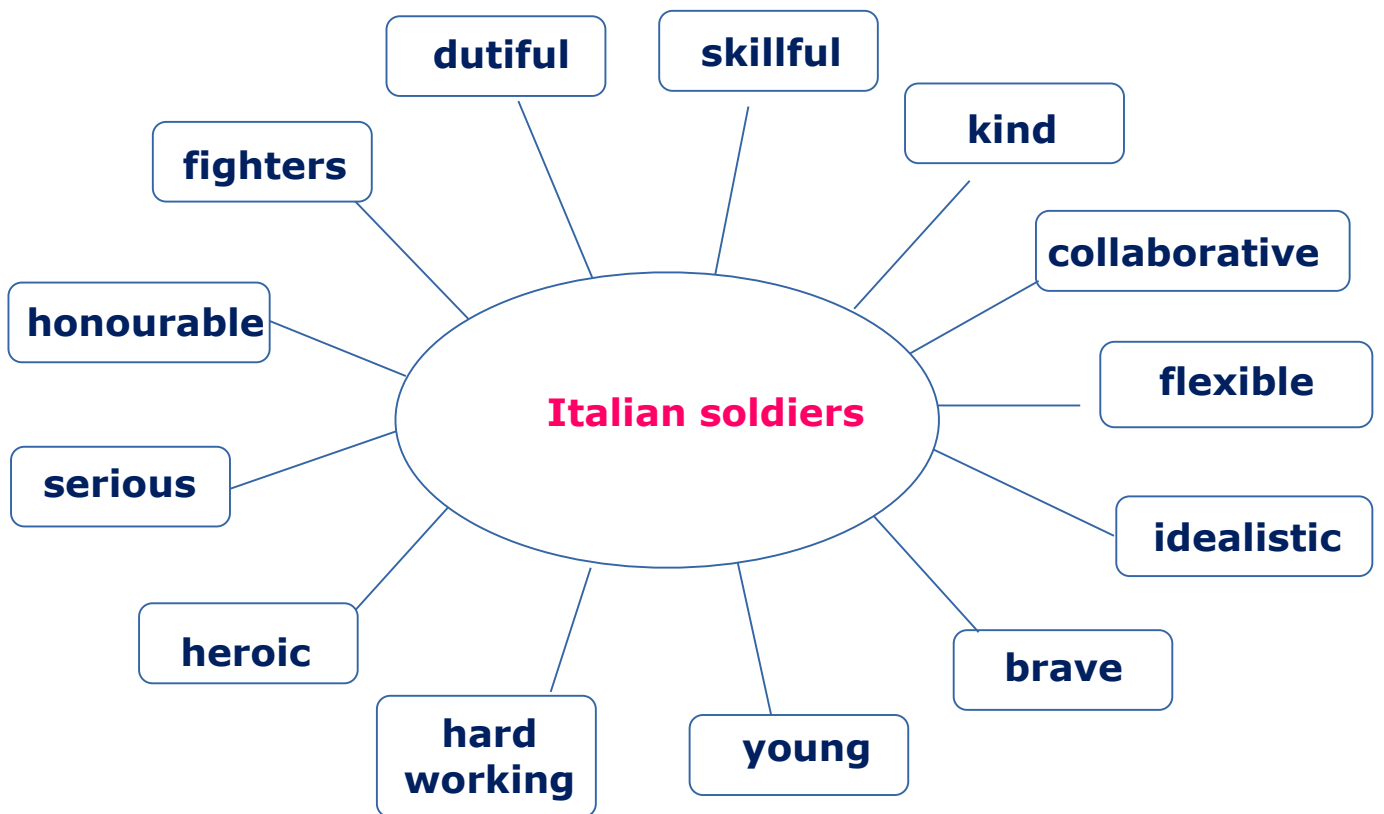 dutiful
skillful
kind
fighters
collaborative
honourable
flexible
Italian soldiers
serious
idealistic
heroic
brave
hard
working
young